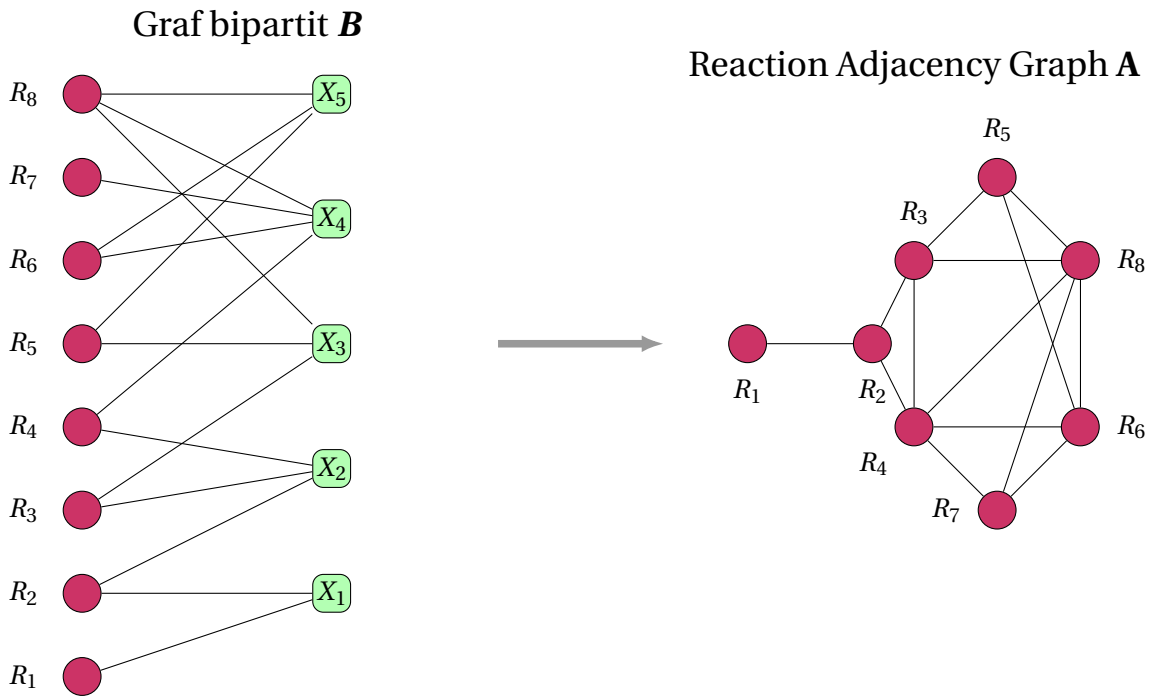 Graf bipartit B
R8
R7
R6
R5
R4
R3
R2
R1
X5
X4
X3
X2
X1
Reaction Adjacency Graph A
R5
R3
R8
R1
R2
R6
R4
R7